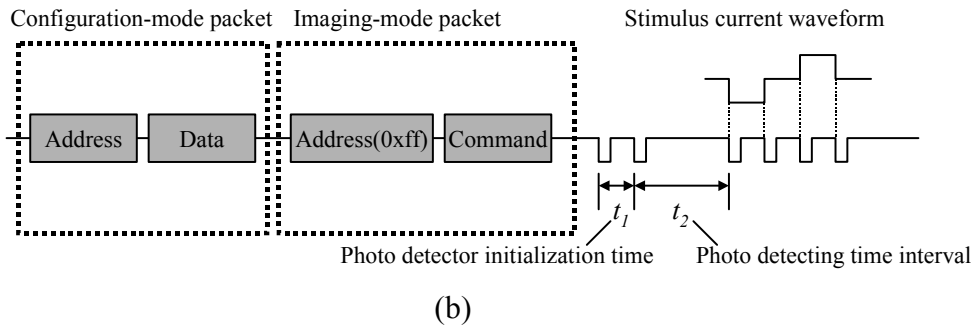 Configuration-mode packet
Imaging-mode packet
Stimulus current waveform
Address
Data
Address(0xff)
Command
t1
t2
Photo detector initialization time
Photo detecting time interval
(b)